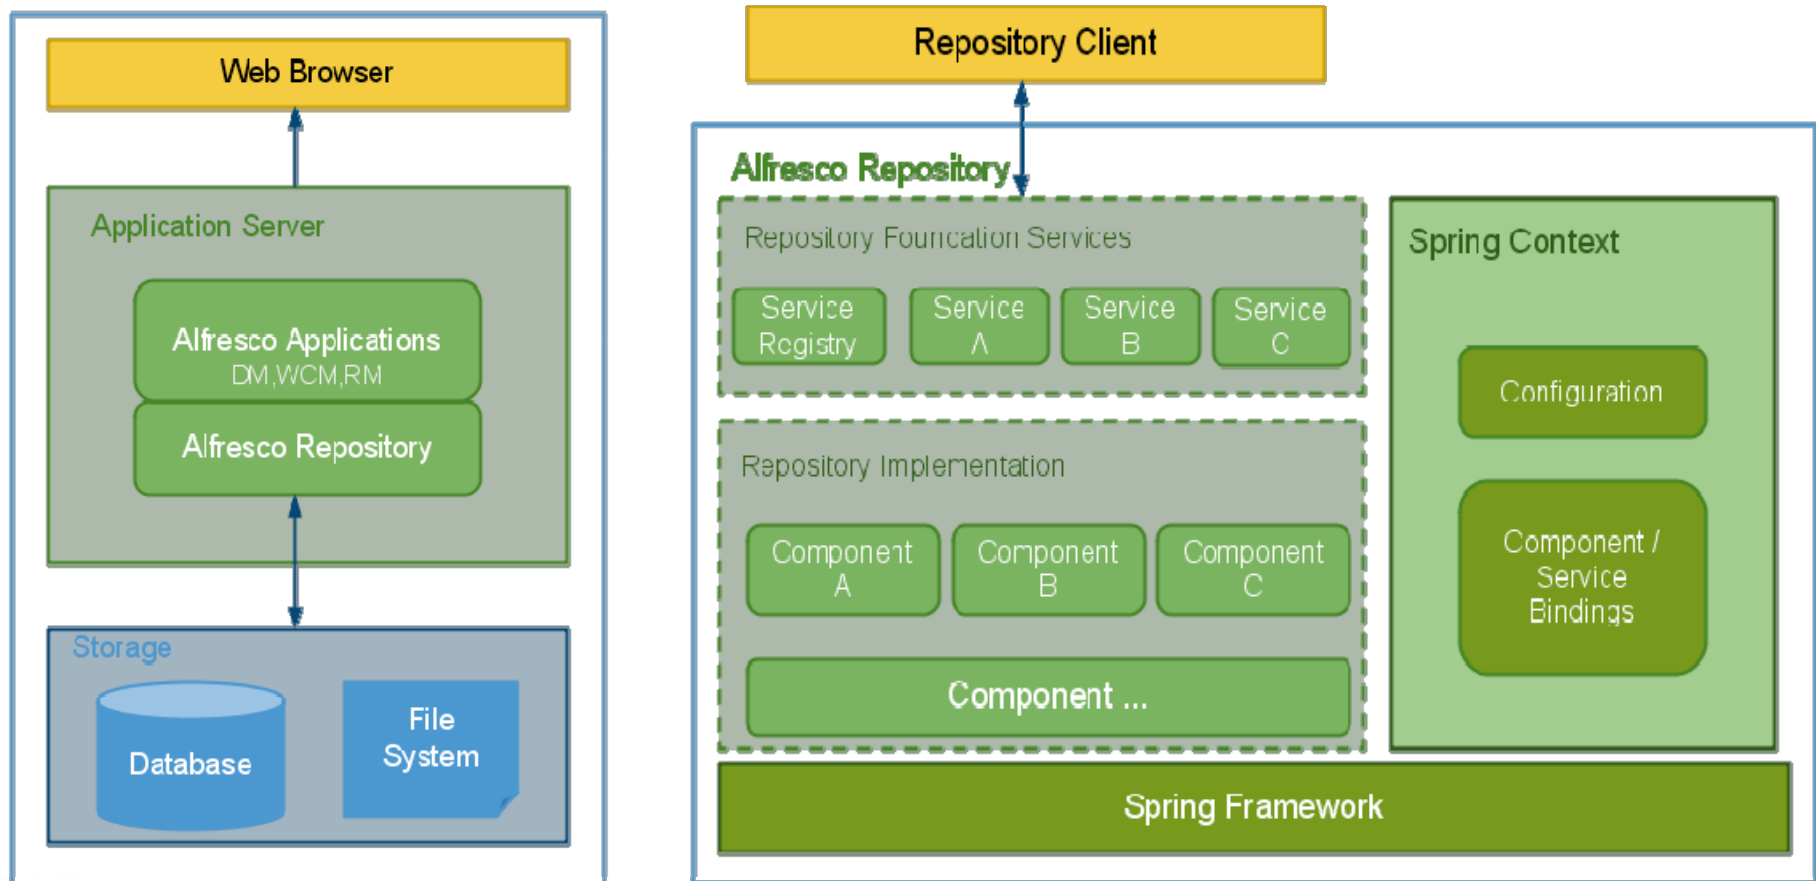 Web Browser
Application Server
Alfresco Applications
DM,WCM,RM
Alfresco Repository
Storage
Database
File
System
Repository Client
Alfresco Repository
Repository Foundation Services
Service
Registry
Service
A
Service
B
Service
C
Repository Implementation
Component
A
Component
B
Component
C
Component ...
Spring Context
Configuration
Component /
Service
Bindings
Spring Framework